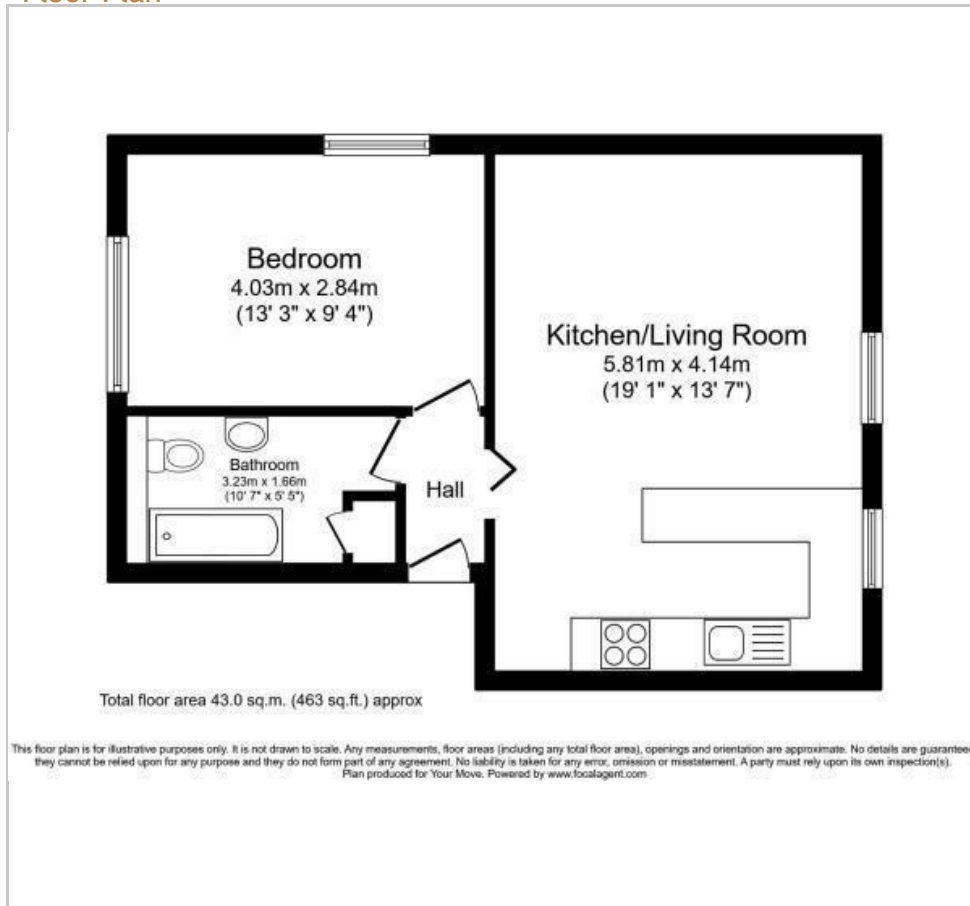 Floor Plan
Bedroom
4.03m x 2.84m
(13' 3" x 9' 4")
Kitchen/Living Room
5.81m x 4.14m
(19' 1" x 13' 7")
Bathroom
3.23m x 1.66m
(10' 7" x 5' 5")
Hall
Total floor area 43.0 sq.m. (463 sq.ft.) approx
This floor plan is for illustrative purposes only. It is not drawn to scale. Any measurements, floor areas (including any total floor area), openings and orientation are approximate. No details are guarantee
they cannot be relied upon for any purpose and they do not form part of any agreement. No liability is taken for any error, omission or misstatement. A party must rely upon its own inspection(s).
Plan produced for Your Move. Powered by www.focalagent.com